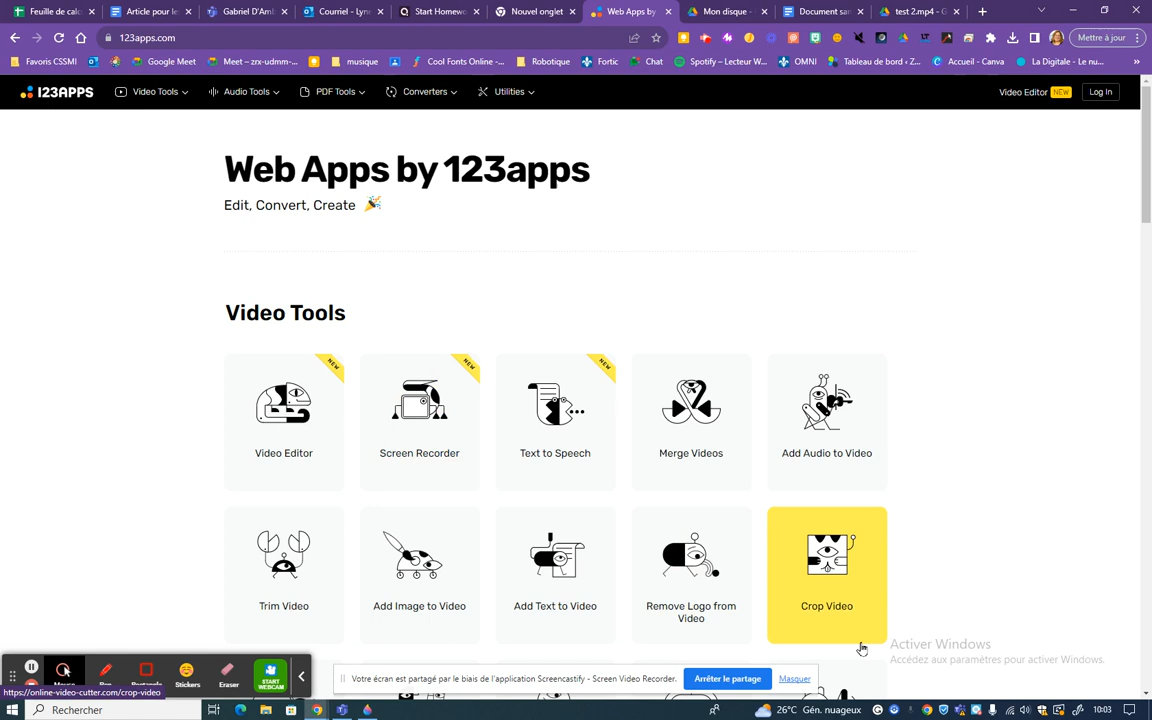 Feuille de calc
Article pour le
Gabriel D'Amb
Courriel - Lyne
Start Homewo
Nouvel onglet
Web Apps by
Mon disque -
Document san
test 2.mp4 - G
123apps.com
Mettre à jour
Favoris CSSMI
Google Meet
Meet – zrx-udmm-...
musique
Cool Fonts Online -...
Robotique
Fortic
Chat
Spotify – Lecteur W...
OMNI
Tableau de bord ‹ Z...
Accueil - Canva
La Digitale - Le nu...
»
123APPS
Video Tools
Audio Tools
PDF Tools
Converters
Utilities
Video Editor NEW
Log In
Web Apps by 123apps
Edit, Convert, Create
Video Tools
NEW
NEW
NEW
Video Editor
Screen Recorder
Text to Speech
Merge Videos
Add Audio to Video
Trim Video
Add Image to Video
Add Text to Video
Remove Logo from
Video
Crop Video
Activer Windows
Accédez aux paramètres pour activer Windows.
Stickers
Eraser
START
WEBCAM
Votre écran est partagé par le biais de l'application Screencastify - Screen Video Recorder.
Arrêter le partage
Masquer
https://online-video-cutter.com/crop-video
Rechercher
26°C Gén. nuageux
10:03